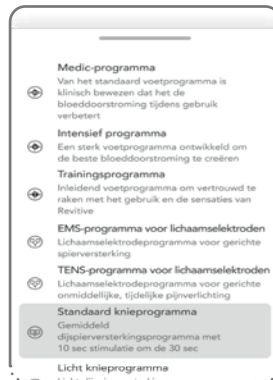 Medic-programma
Van het standaard voetprogramma is
klinisch bewezen dat het de
bloeddoorstroming tijdens gebruik
verbetert
Intensief programma
Een sterk voetprogramma ontwikkeld om
de beste bloeddoorstroming te creëren
Trainingsprogramma
Inleidend voetprogramma om vertrouwd te
raken met het gebruik en de sensaties van
Revitive
EMS-programma voor lichaamselektroden
Lichaamselektrodeprogramma voor gerichte
spierversterking
TENS-programma voor lichaamselektroden
Lichaamselektrodeprogramma voor gerichte
onmiddellijke, tijdelijke pijnverlichting
Standaard knieprogramma
Gemiddeld
dijspierversterkingsprogramma met
10 sec stimulatie om de 30 sec
Licht knieprogramma